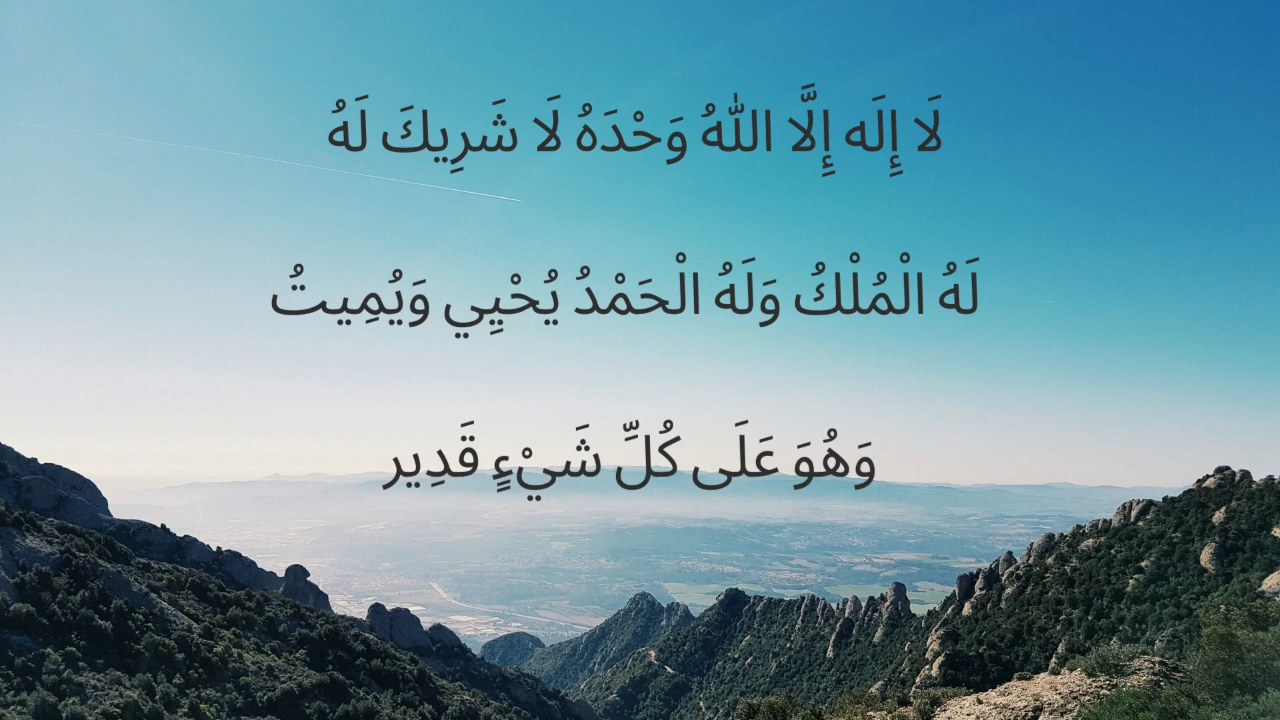 لَا إِلَه إِلَّا اللّٰهُ وَحْدَهُ لَا شَرِيكَ لَهُ
لَهُ الْمُلْكُ وَلَهُ الْحَمْدُ يُحْيِي وَيُمِيتُ
وَهُوَ عَلَى كُلِّ شَيْءٍ قَدِير